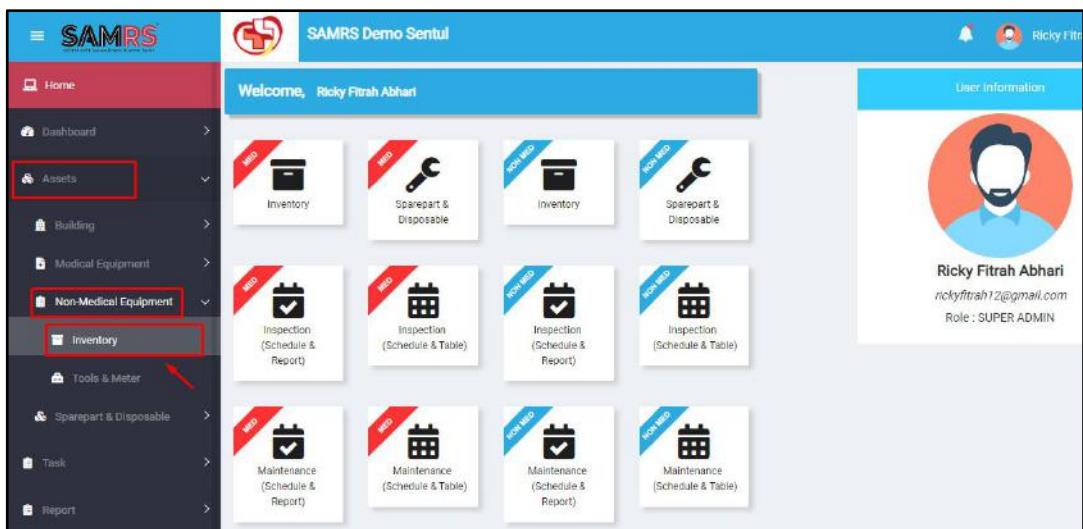 SAMRS
SAMRS Demo Sentul
Home
Dashboard
Assets
Building
Medical Equipment
Non-Medical Equipment
Inventory
Tools & Meter
Sparepart & Disposable
Task
Report
Welcome, Ricky Fitrah Abhari
MED
Inventory
MED
Sparepart &
Disposable
NON MED
Inventory
NON MED
Sparepart &
Disposable
MED
Inspection
(Schedule &
Report)
MED
Inspection
(Schedule & Table)
NON MED
Inspection
(Schedule &
Report)
NON MED
Inspection
(Schedule & Table)
MED
Maintenance
(Schedule &
Report)
MED
Maintenance
(Schedule & Table)
NON MED
Maintenance
(Schedule &
Report)
NON MED
Maintenance
(Schedule & Table)
Ricky
User Information
Ricky Fitrah Abhari
rickyfitrah12@gmail.com
Role : SUPER ADMIN